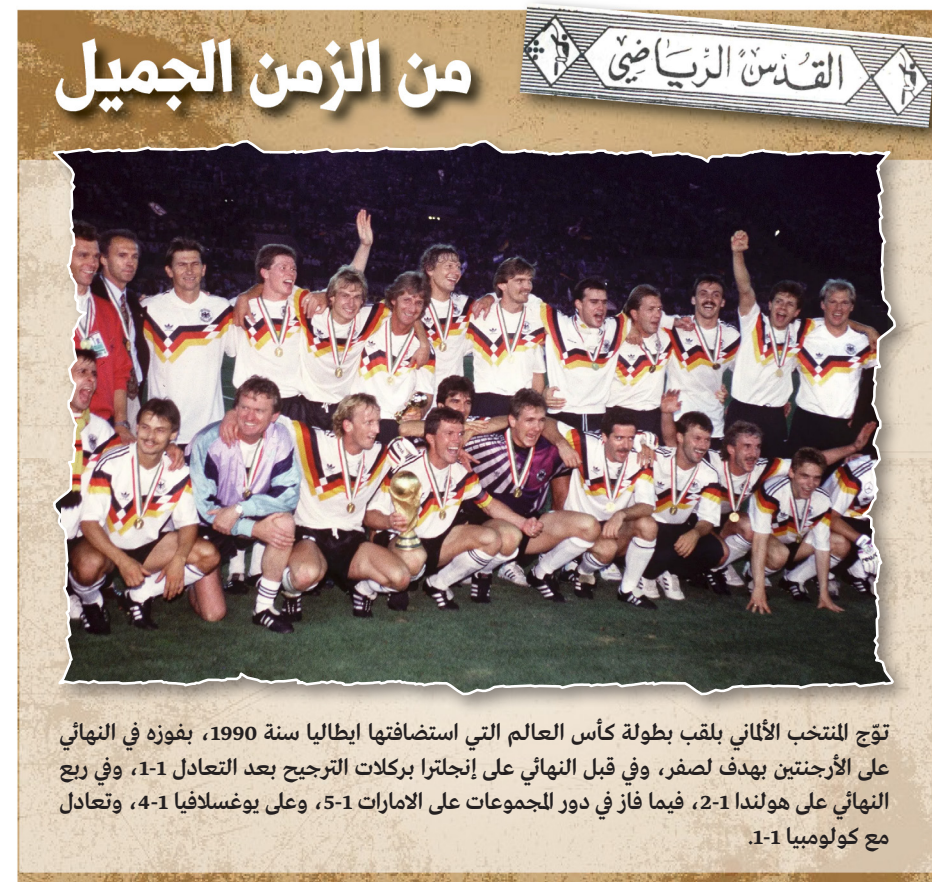 القدس الرياضي
من الزمن الجميل
توّج المنتخب الألماني بلقب بطولة كأس العالم التي استضافتها ايطاليا سنة 1990، بفوزه في النهائي
على الأرجنتين بهدف لصفر، وفي قبل النهائي على إنجلترا بركلات الترجيح بعد التعادل 1-1، وفي ربع
النهائي على هولندا 1-2، فيما فاز في دور المجموعات على الامارات 1-5، وعلى يوغسلافيا 1-4، وتعادل
مع كولومبيا 1-1.